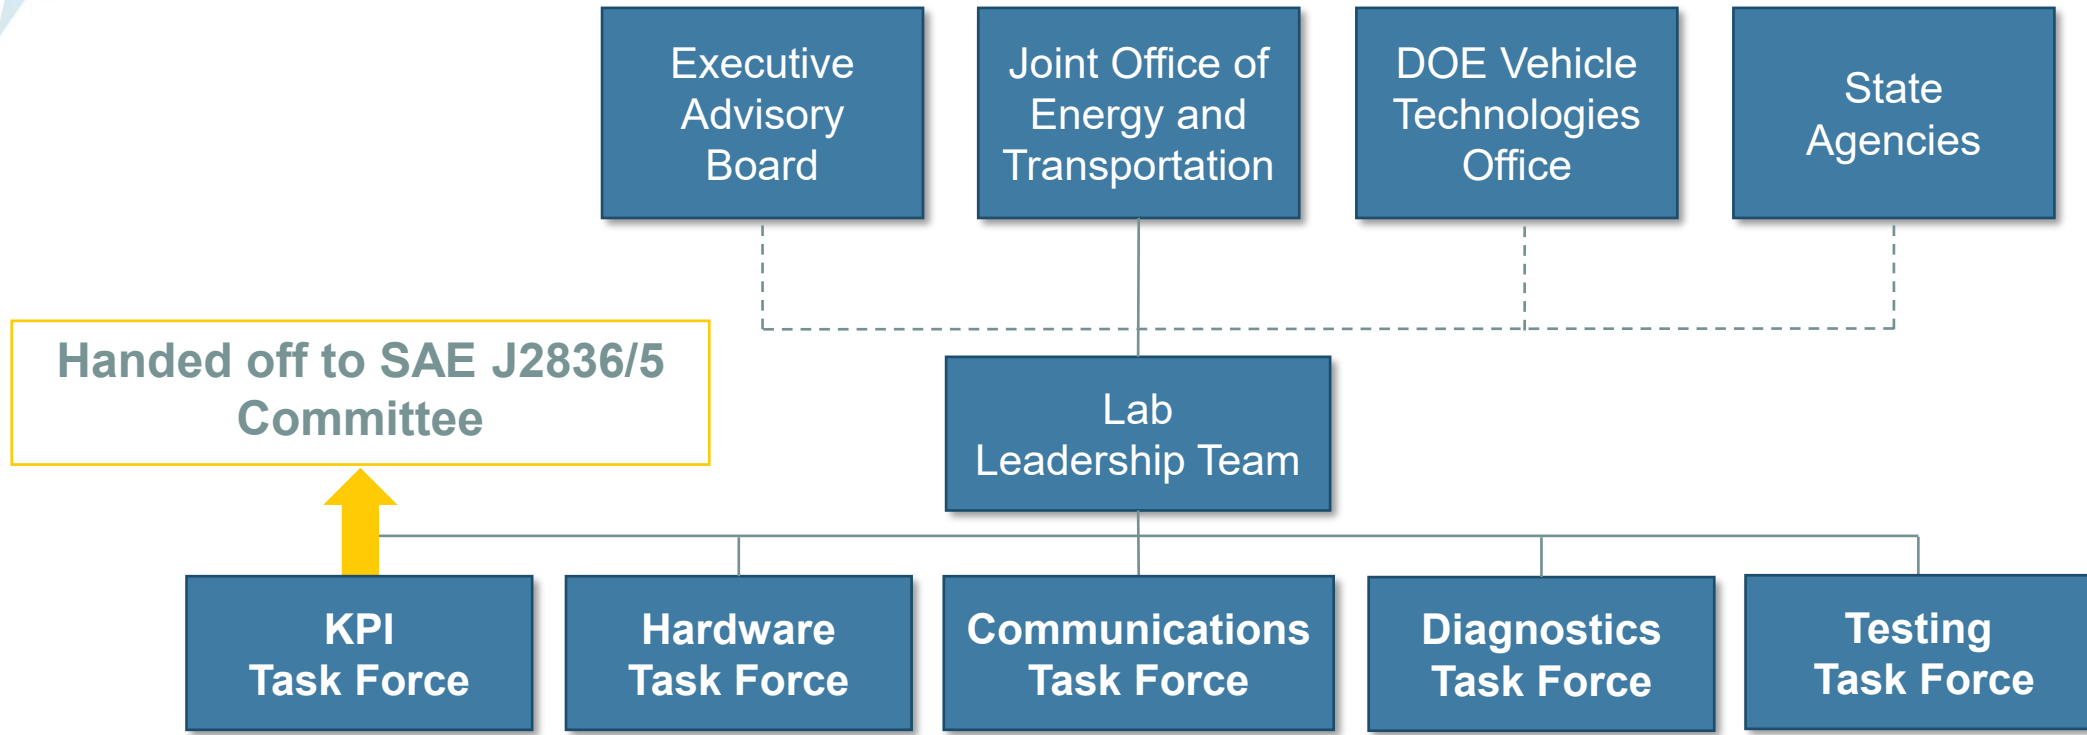 Executive
Advisory
Board
Joint Office of
Energy and
Transportation
DOE Vehicle
Technologies
Office
State
Agencies
Handed off to SAE J2836/5
Committee
Lab
Leadership Team
KPI
Task Force
Hardware
Task Force
Communications
Task Force
Diagnostics
Task Force
Testing
Task Force